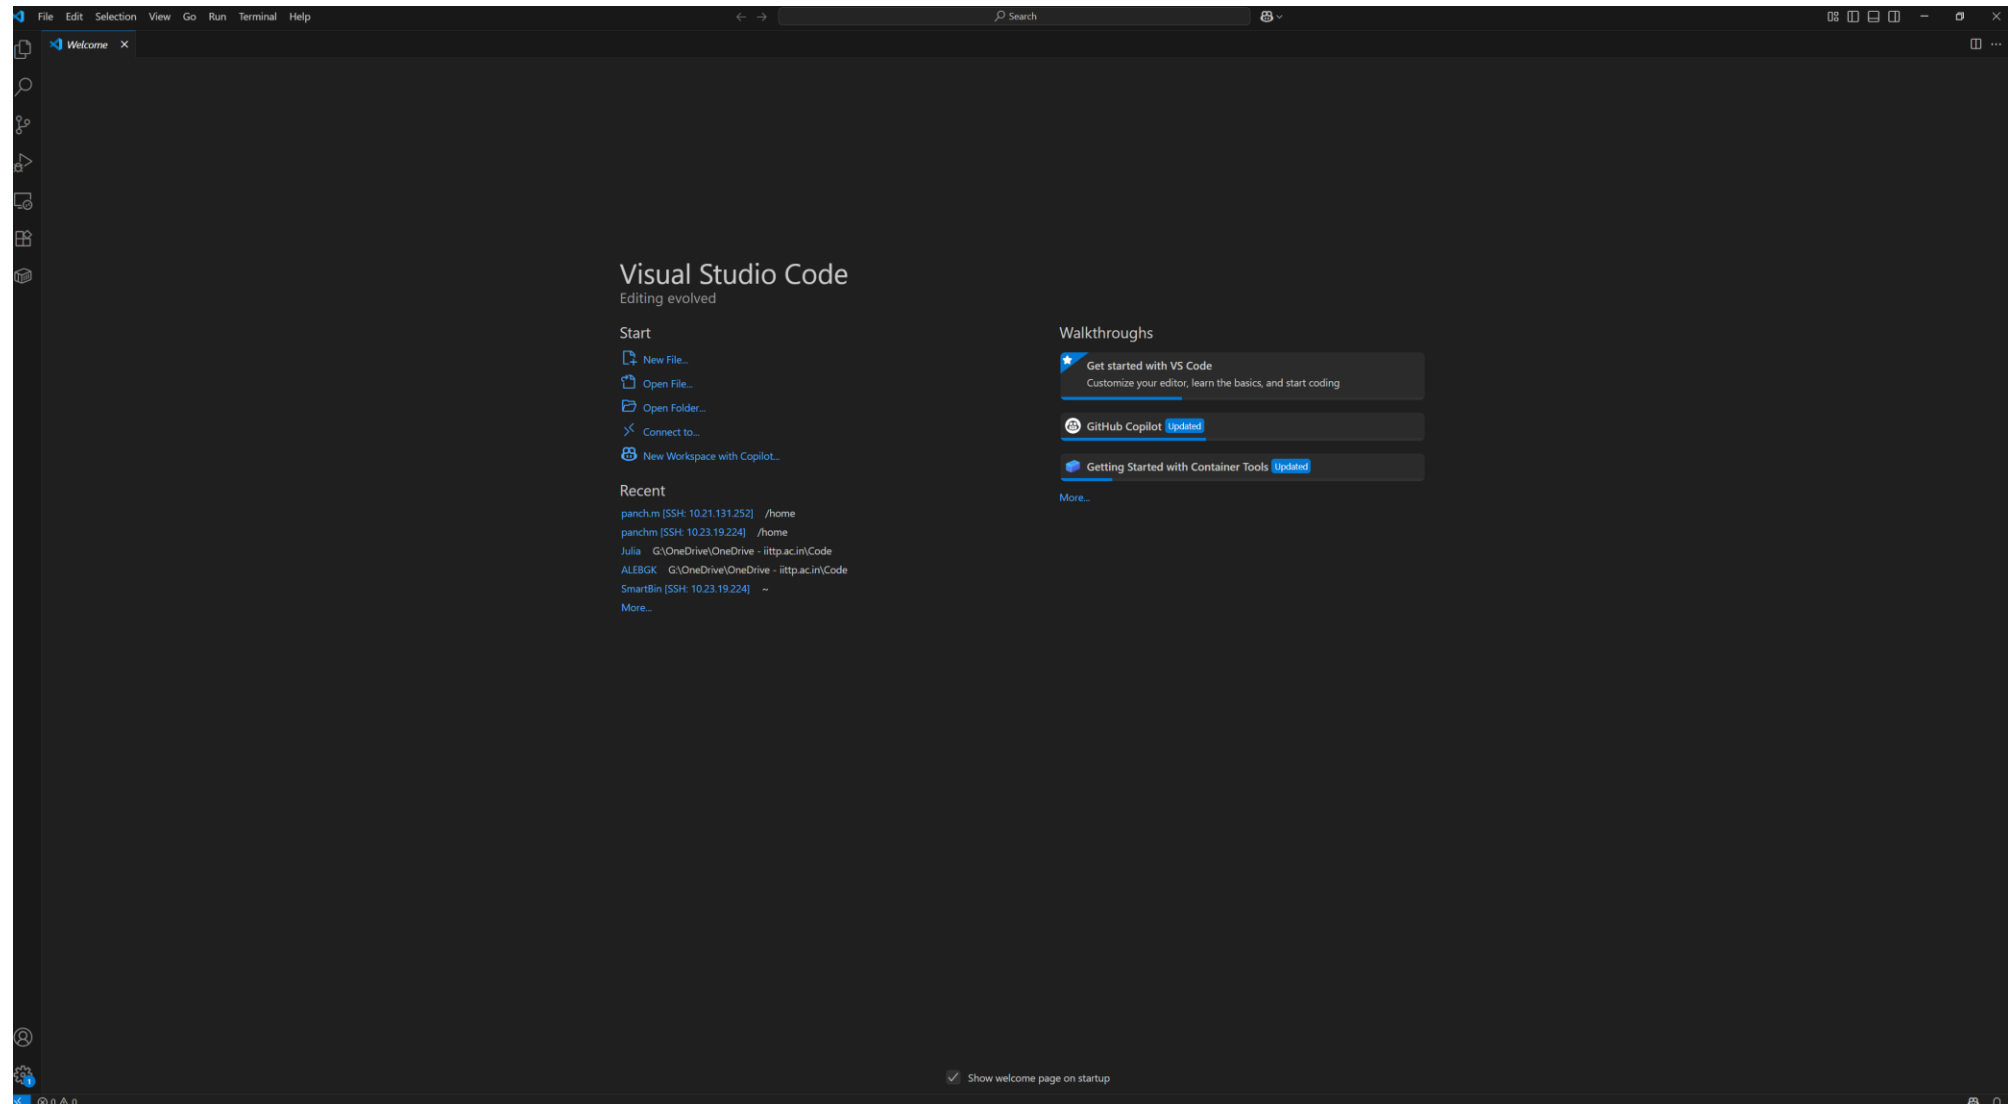 File Edit Selection View Go Run Terminal Help
Search
Welcome
Visual Studio Code
Editing evolved
Start
New File...
Open File...
Open Folder...
Connect to...
New Workspace with Copilot...
Recent
panch.m [SSH: 10.21.131.252] /home
panchm [SSH: 10.23.19.224] /home
Julia G:\OneDrive\OneDrive - iittp.ac.in\Code
ALEBGK G:\OneDrive\OneDrive - iittp.ac.in\Code
SmartBin [SSH: 10.23.19.224] ~
More...
Walkthroughs
Get started with VS Code
Customize your editor, learn the basics, and start coding
GitHub Copilot Updated
Getting Started with Container Tools Updated
More...
Show welcome page on startup
1
0 0